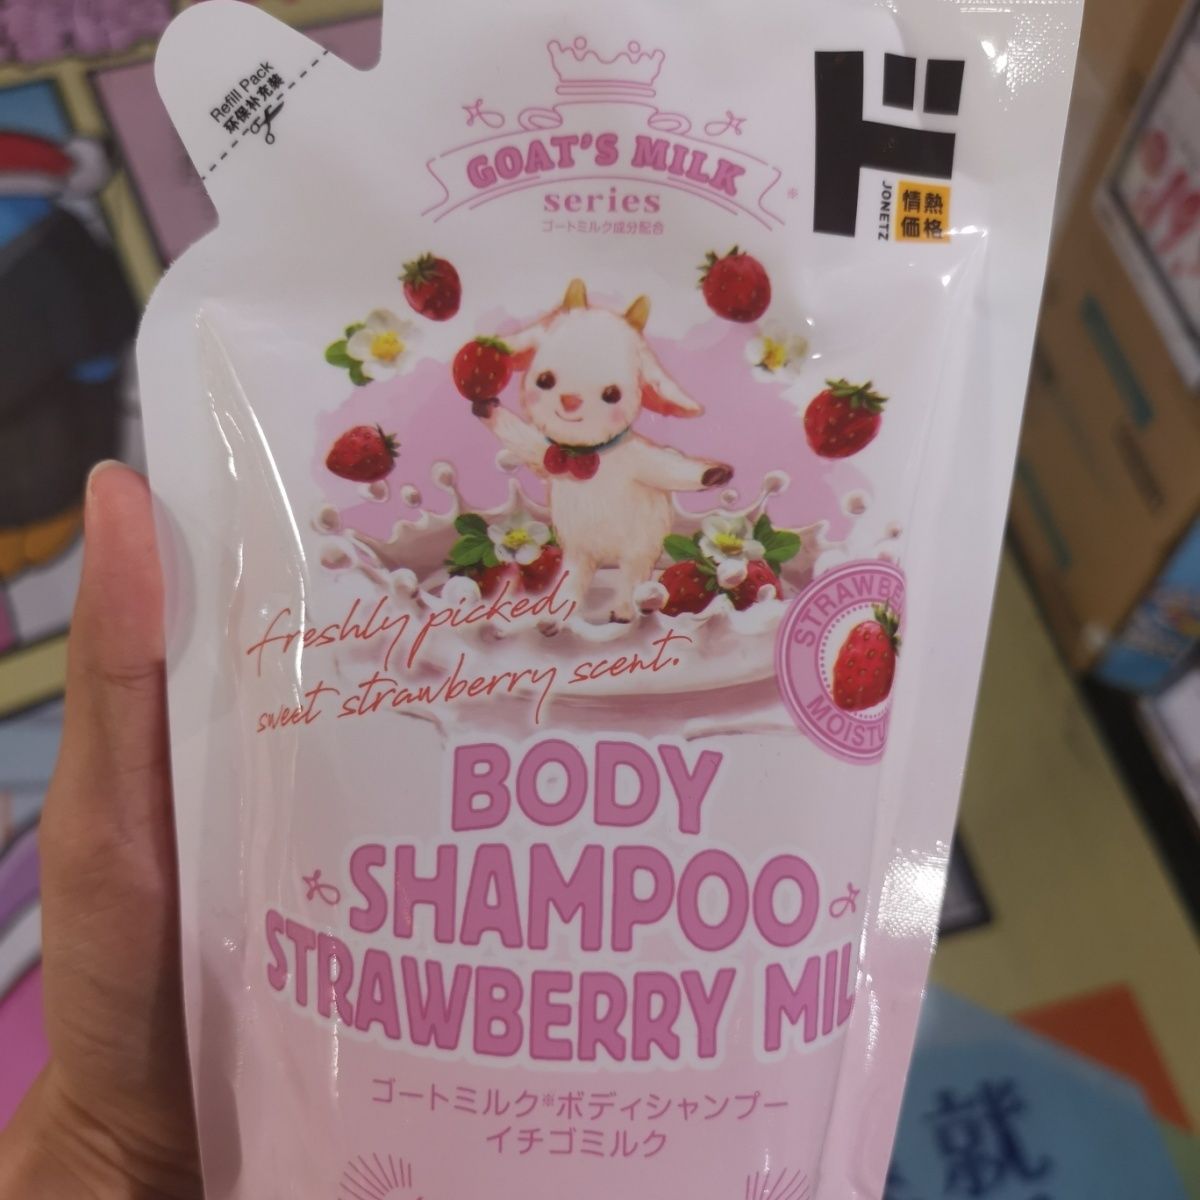 Refill Pack
环保补充装
GOAT'S MILK
※
series
ゴートミルク成分配合
ド
JONETZ
情熱
価格
freshly picked,
sweet strawberry scent.
BODY
SHAMPOO
STRAWBERRY MIL
ゴートミルク※ボディシャンプー
イチゴミルク
就